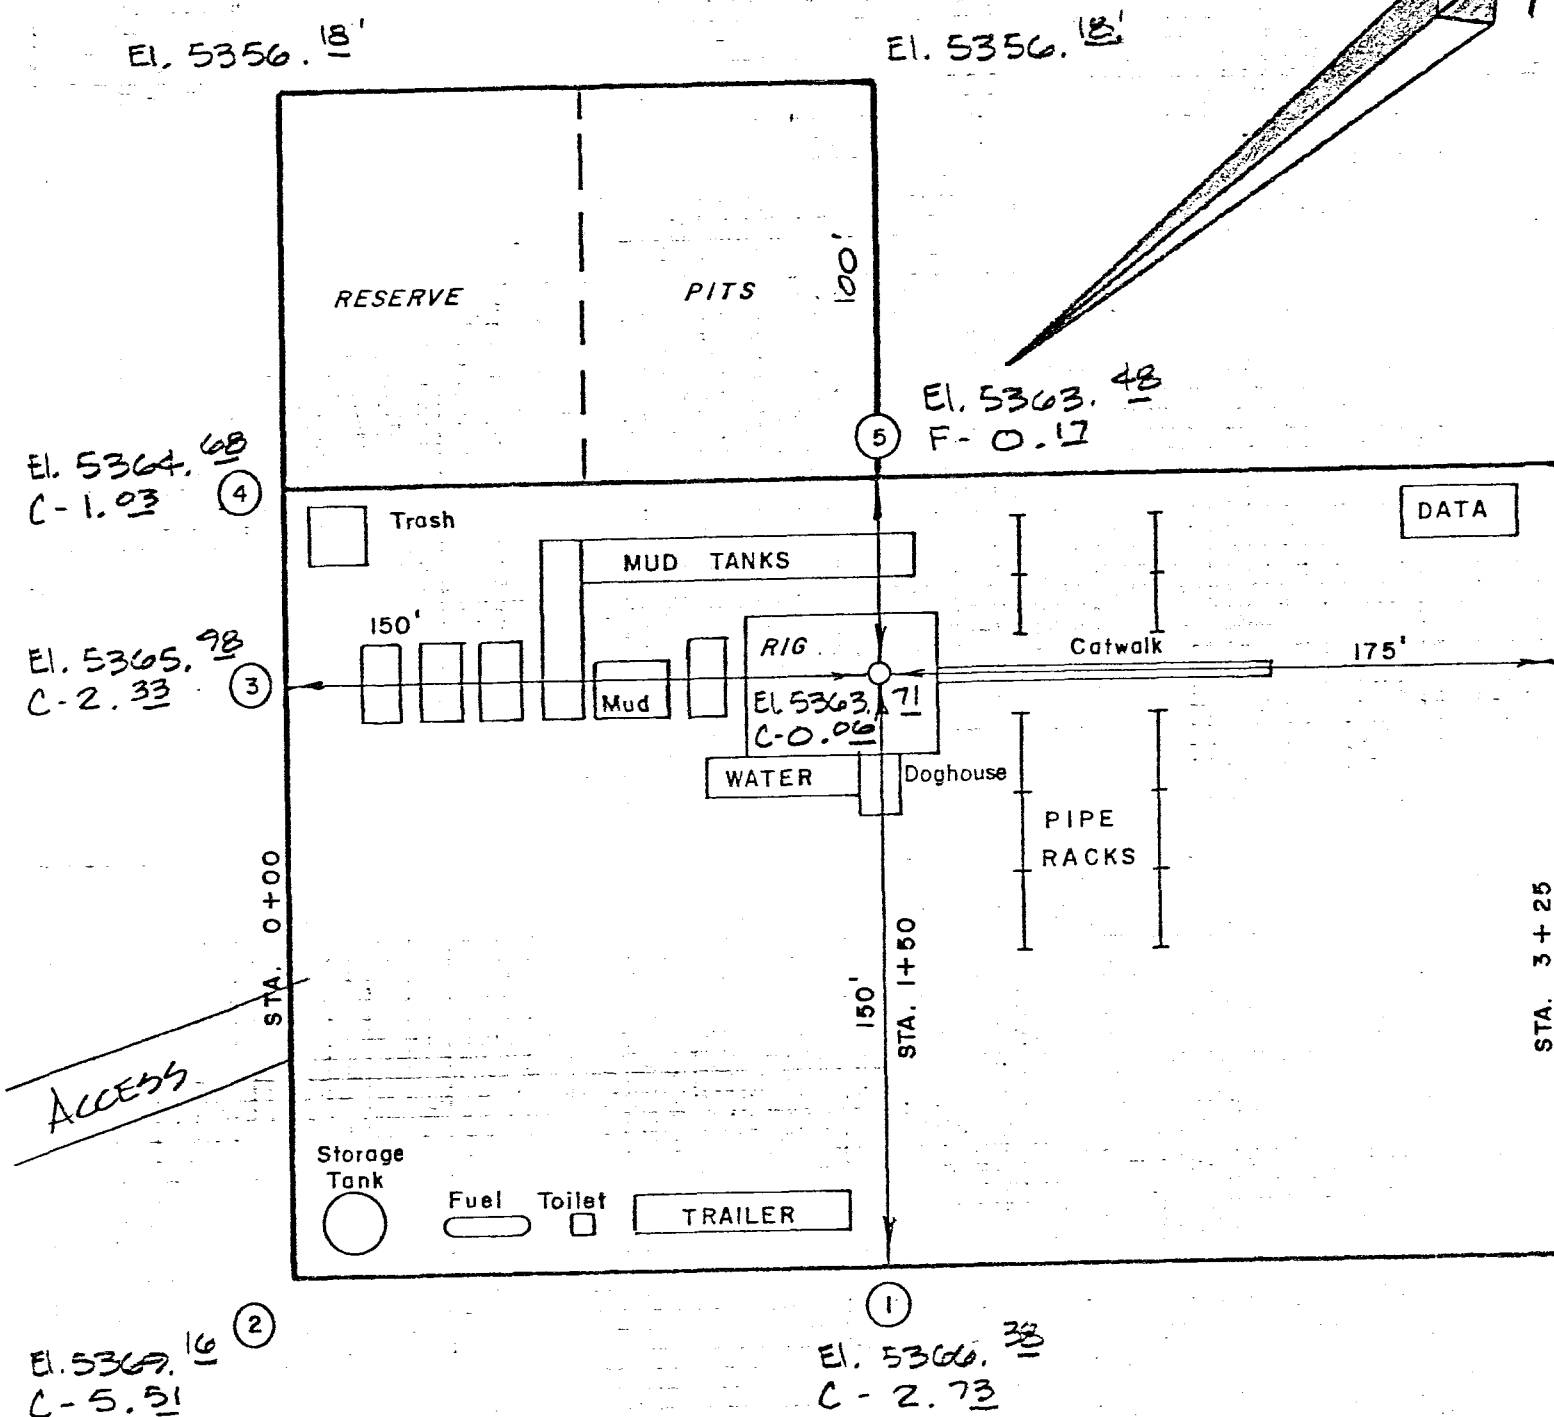 El. 5356.18'
El. 5356.18'
RESERVE
PITS
100'
El. 5363.48
F-0.17
5
El. 5364.68
C-1.03
4
Trash
DATA
MUD TANKS
150'
El. 5365.98
C-2.33
3
RIG
Catwalk
175'
Mud
El. 5363.71
C-0.06
WATER
Doghouse
PIPE
RACKS
STA. 0+00
150'
STA. 1+50
STA. 3+25
ACCESS
Storage
Tank
Fuel
Toilet
TRAILER
2
El. 5369.16
C-5.51
1
El. 5366.38
C-2.73